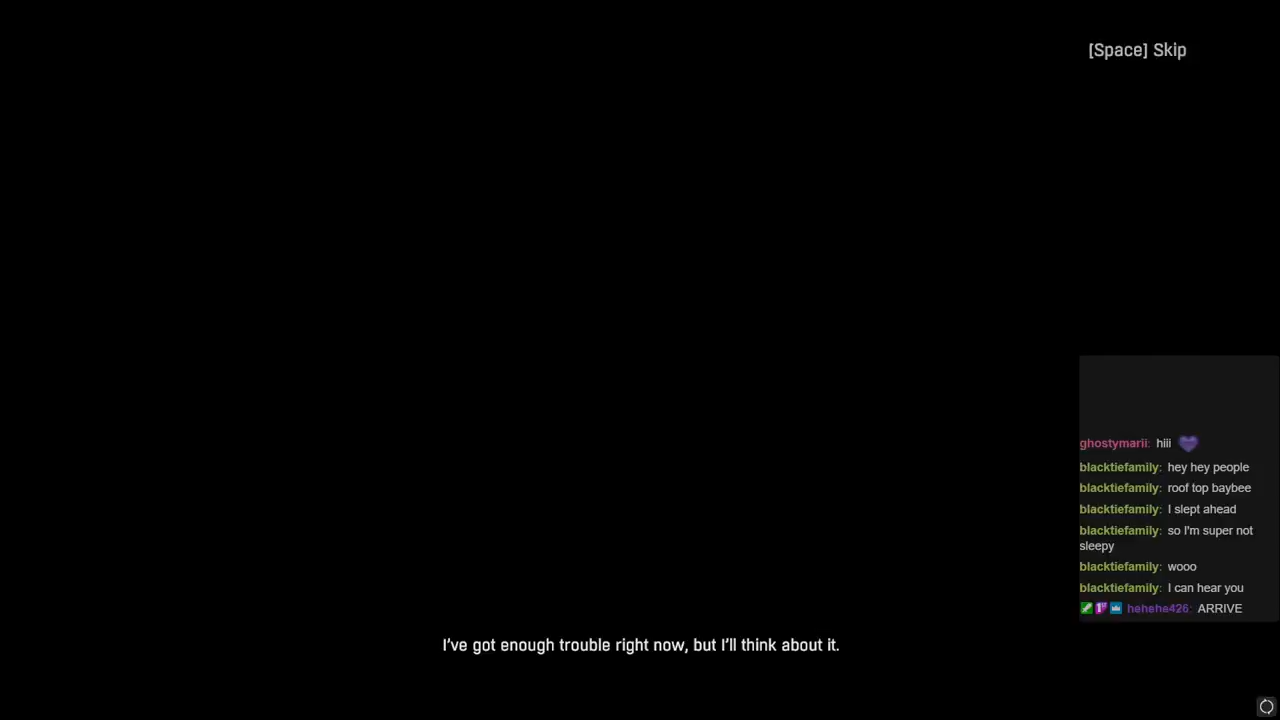 [Space] Skip
ghostymarii: hiii
blacktiefamily: hey hey people
blacktiefamily: roof top baybee
blacktiefamily: I slept ahead
blacktiefamily: so I'm super not
sleepy
blacktiefamily: wooo
blacktiefamily: I can hear you
hehehe426: ARRIVE
I've got enough trouble right now, but I'll think about it.